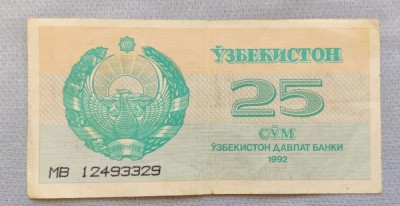 ЎЗБЕКИСТОН
25
СЎМ
ЎЗБЕКИСТОН ДАВЛАТ БАНКИ
1992
МВ 12493329